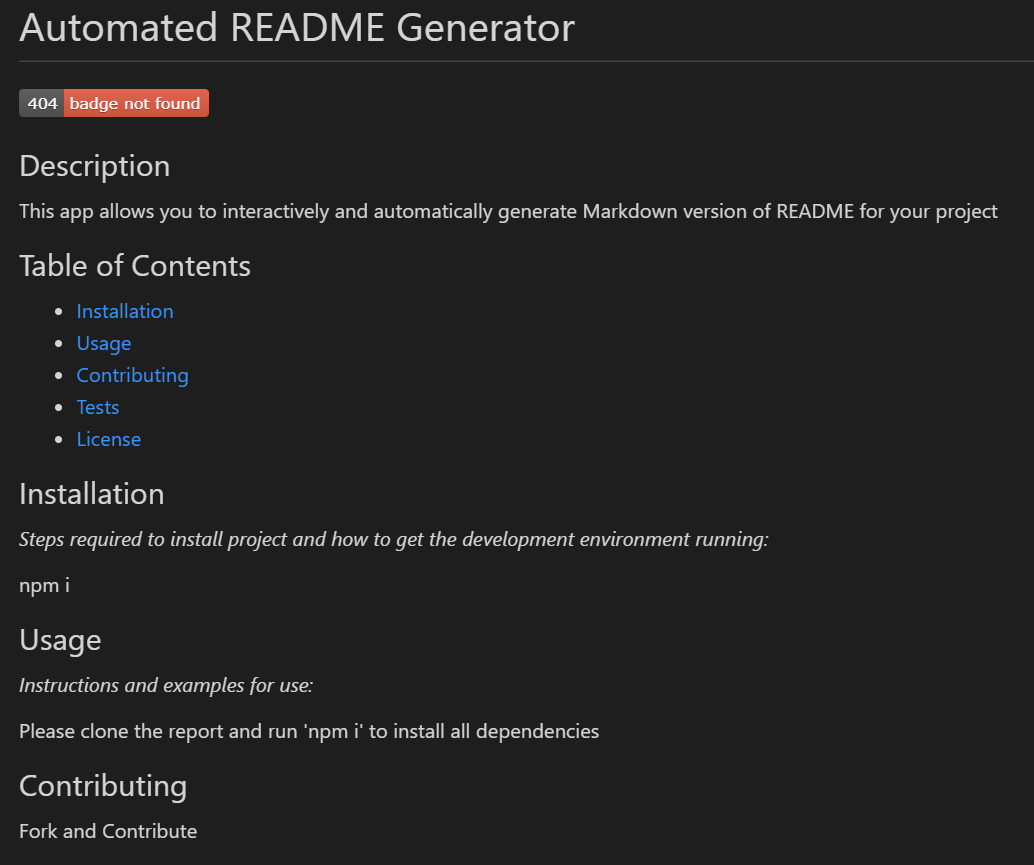 Automated README Generator
404 badge not found
Description
This app allows you to interactively and automatically generate Markdown version of README for your project
Table of Contents
Installation
Usage
Contributing
Tests
License
Installation
Steps required to install project and how to get the development environment running:
npm i
Usage
Instructions and examples for use:
Please clone the report and run 'npm i' to install all dependencies
Contributing
Fork and Contribute